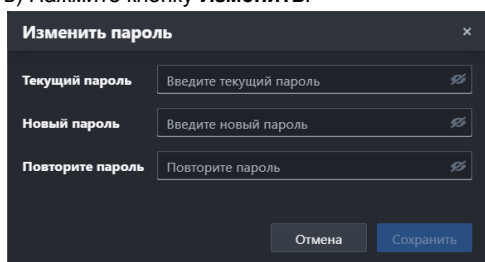 Нажмите кнопку Изменить.
Изменить пароль ×
Текущий пароль Введите текущий пароль
Новый пароль Введите новый пароль
Повторите пароль Повторите пароль
Отмена Сохранить